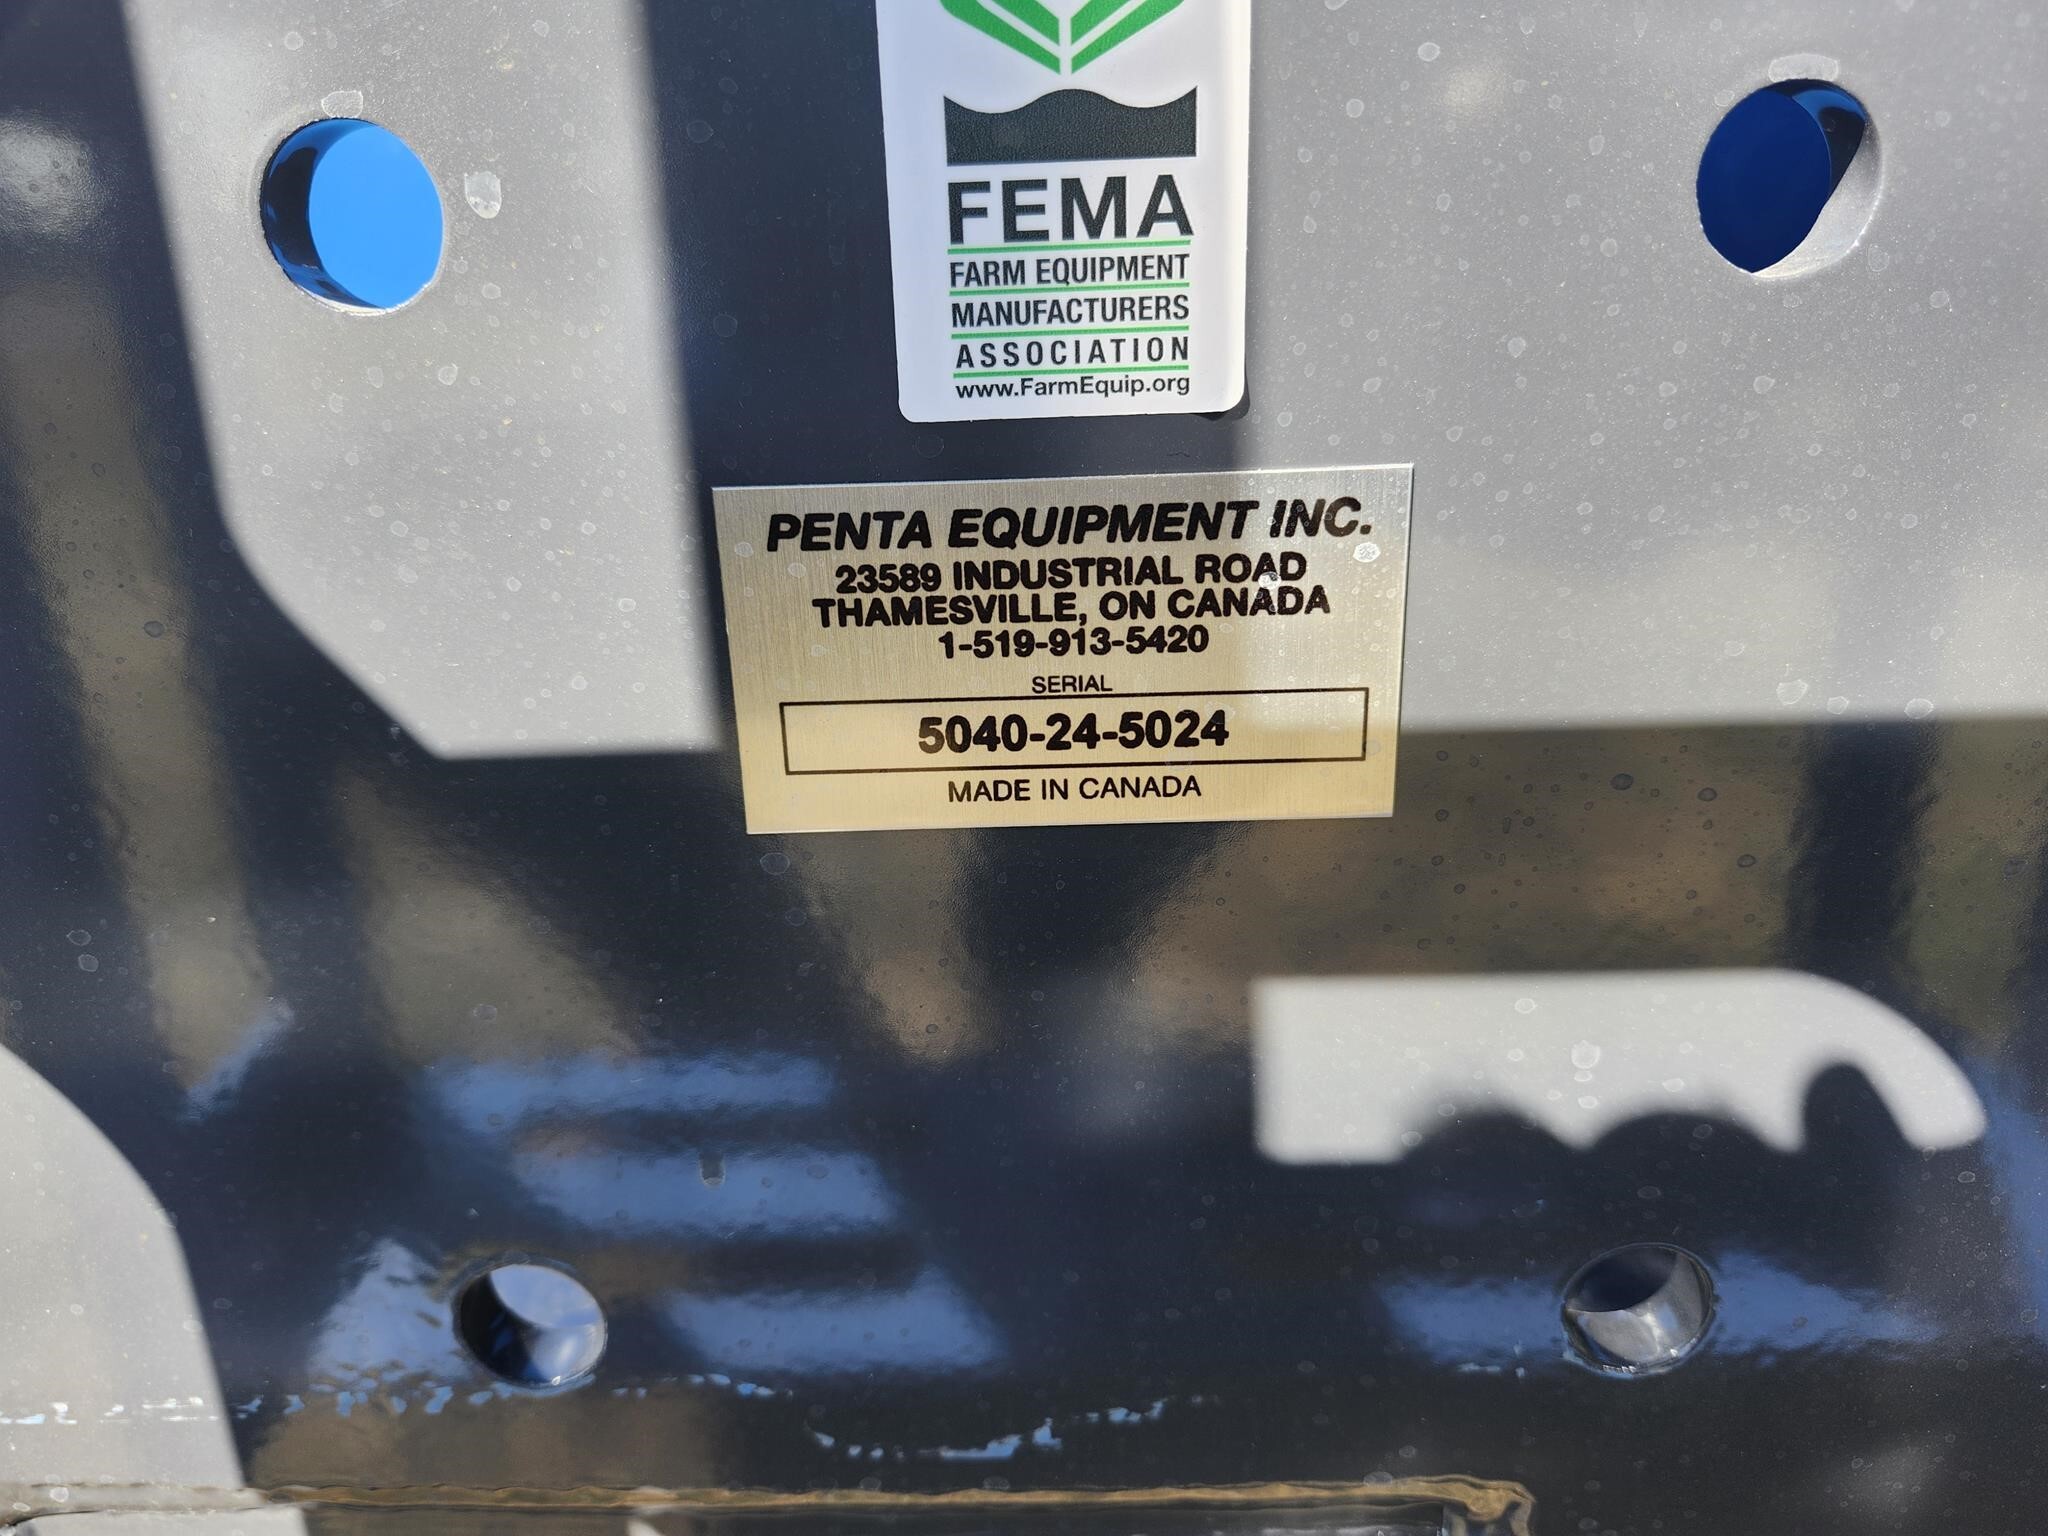 FEMA
FARM EQUIPMENT
MANUFACTURERS
ASSOCIATION
www.FarmEquip.org
PENTA EQUIPMENT INC.
23589 INDUSTRIAL ROAD
THAMESVILLE, ON CANADA
1-519-913-5420
SERIAL
5040-24-5024
MADE IN CANADA